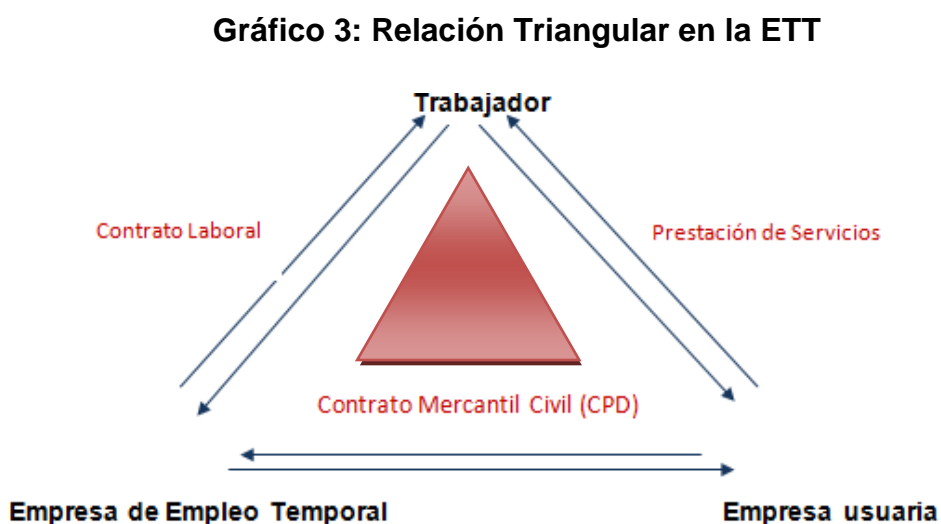 Gráfico 3: Relación Triangular en la ETT
Trabajador
Contrato Laboral
Prestación de Servicios
Contrato Mercantil Civil (CPD)
Empresa de Empleo Temporal
Empresa usuaria